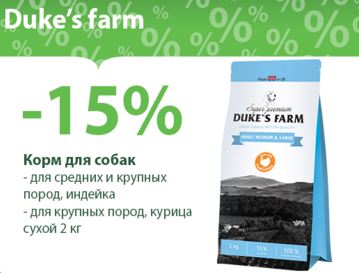 Duke's farm
-15%
Корм для собак
- для средних и крупных
пород, индейка
- для крупных пород, курица
сухой 2 кг
Super premium
DUKE'S FARM
ADULT MEDIUM & LARGE
2 kg
100 %